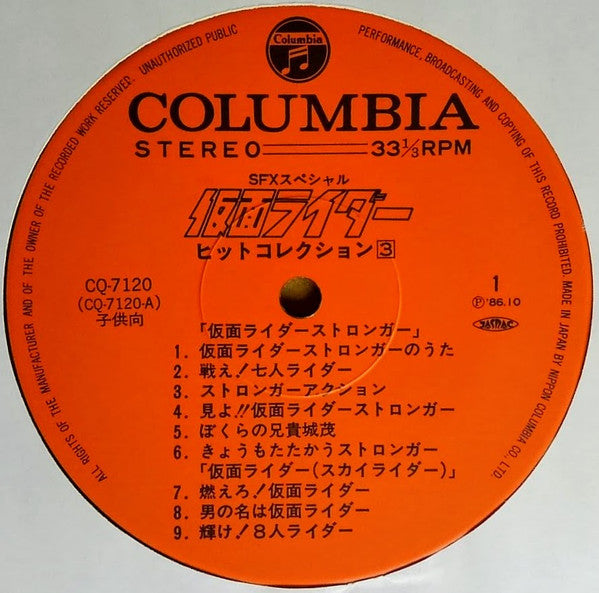 ALL RIGHTS OF THE MANUFACTURER AND OF THE OWNER OF THE RECORDED WORK RESERVED. UNAUTHORIZED PUBLIC PERFORMANCE, BROADCASTING AND COPYING OF THIS RECORD PROHIBITED. MADE IN JAPAN BY NIPPON COLUMBIA CO., LTD.
Columbia
COLUMBIA
STEREO 33⅓RPM
SFXスペシャル
仮面ライダー
ヒットコレクション3
CQ-7120
(CQ-7120-A)
子供向
1
Ⓟ'86.10
JASRAC
「仮面ライダーストロンガー」
1. 仮面ライダーストロンガーのうた
2. 戦え!七人ライダー
3. ストロンガーアクション
4. 見よ!!仮面ライダーストロンガー
5. ぼくらの兄貴城茂
6. きょうもたたかうストロンガー
「仮面ライダー(スカイライダー)」
7. 燃えろ!仮面ライダー
8. 男の名は仮面ライダー
9. 輝け!8人ライダー